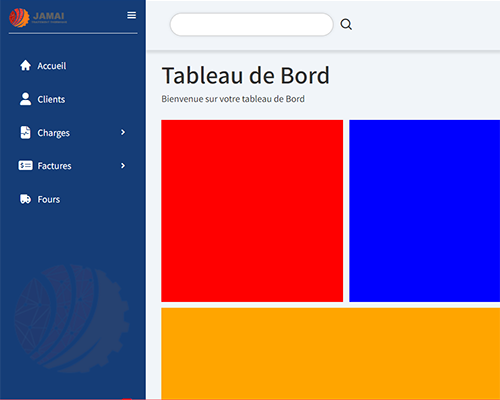 JAMAI
Accueil
Clients
Charges
Factures
Fours
Tableau de Bord
Bienvenue sur votre tableau de Bord